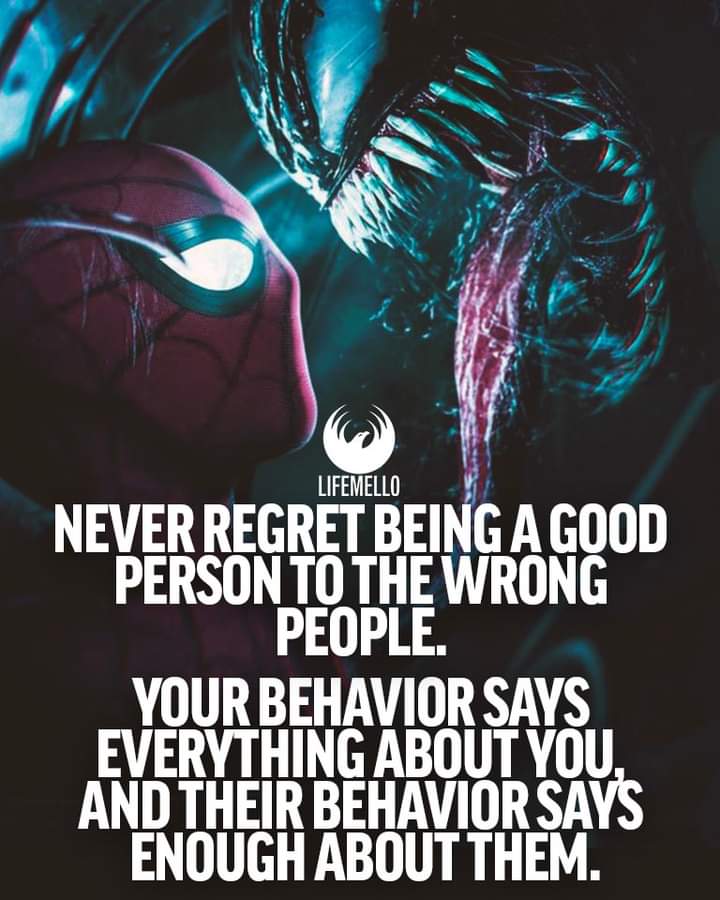 LIFEMELLO
NEVER REGRET BEING A GOOD
PERSON TO THE WRONG
PEOPLE.
YOUR BEHAVIOR SAYS
EVERYTHING ABOUT YOU,
AND THEIR BEHAVIOR SAYS
ENOUGH ABOUT THEM.